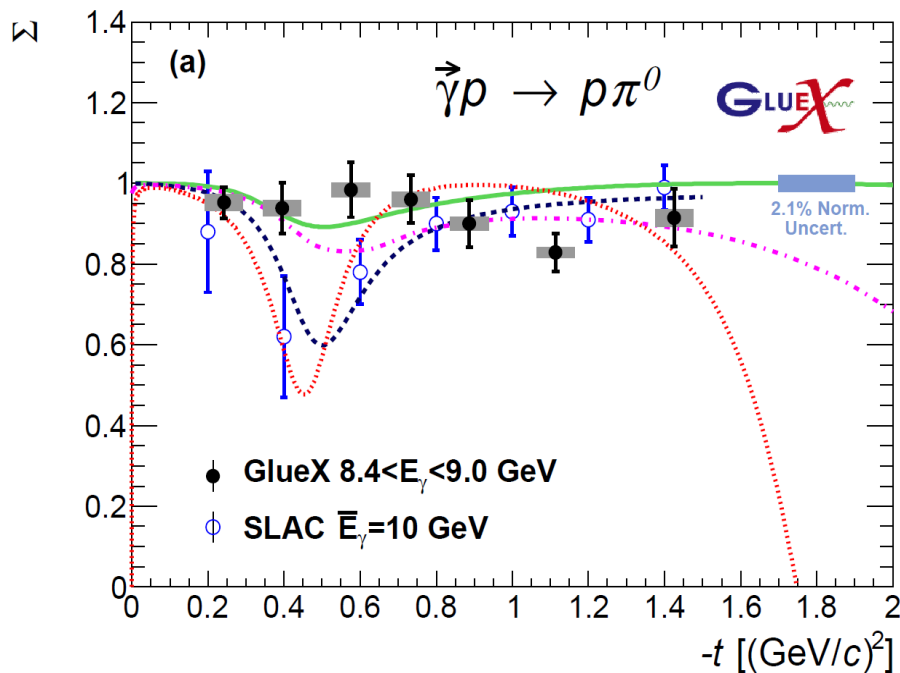 Σ
1.4
1.2
1
0.8
0.6
0.4
0.2
0
(a)
γ⃗p → pπ⁰
GLUEX
2.1% Norm.
Uncert.
GlueX 8.4<E_γ<9.0 GeV
SLAC E̅_γ=10 GeV
0 0.2 0.4 0.6 0.8 1 1.2 1.4 1.6 1.8 2
-t [(GeV/c)²]